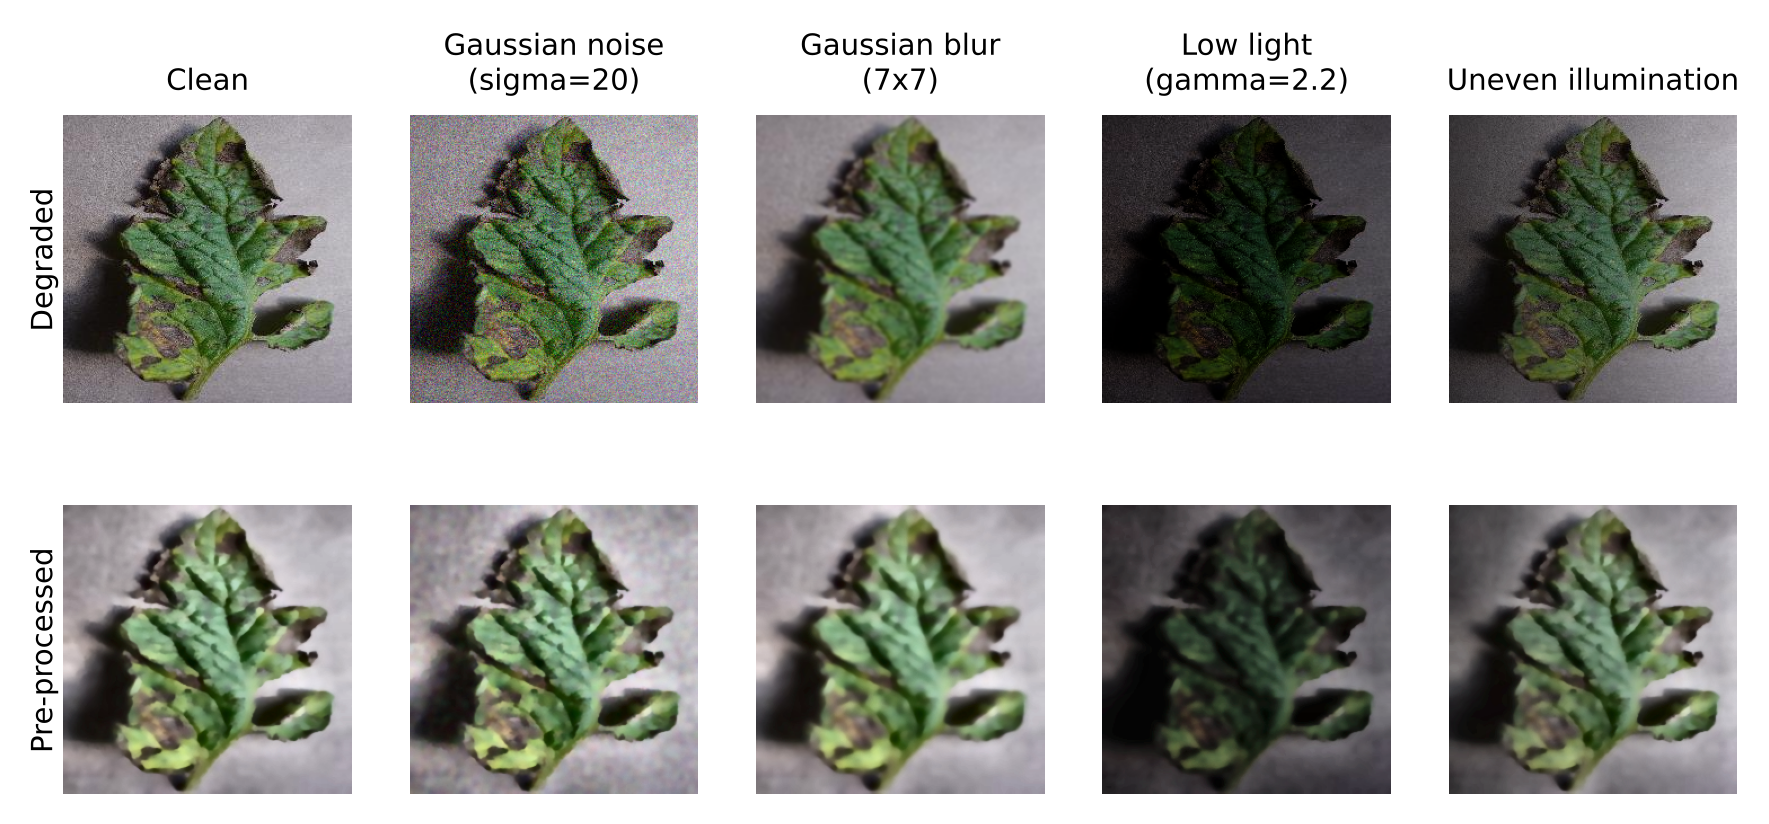 Clean
Gaussian noise
(sigma=20)
Gaussian blur
(7x7)
Low light
(gamma=2.2)
Uneven illumination
Degraded
Pre-processed